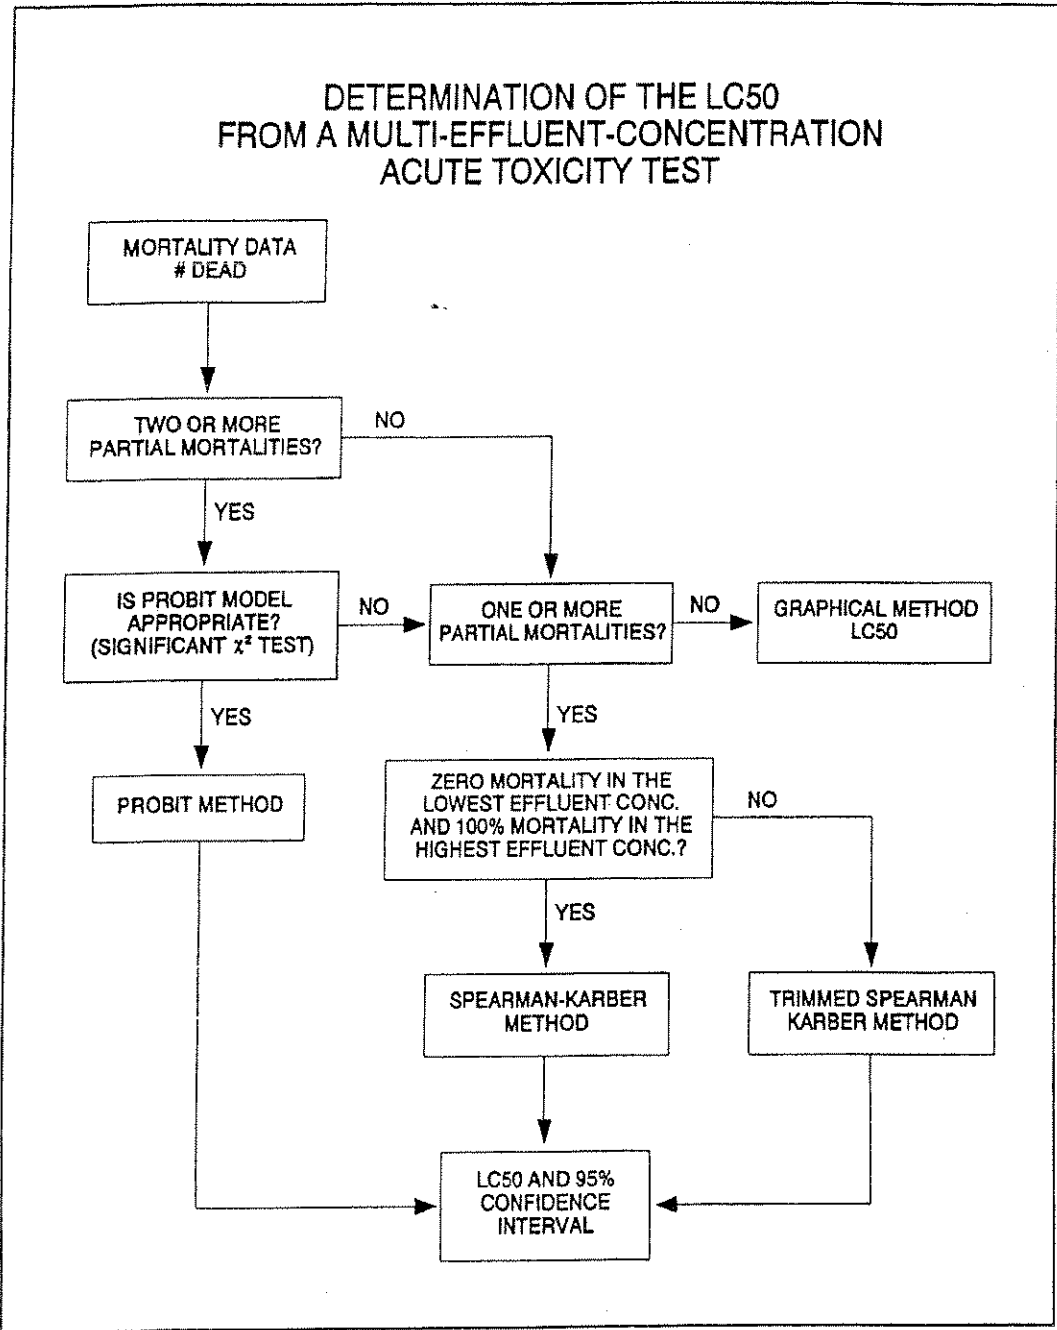 DETERMINATION OF THE LC50
FROM A MULTI-EFFLUENT-CONCENTRATION
ACUTE TOXICITY TEST
MORTALITY DATA
# DEAD
TWO OR MORE
PARTIAL MORTALITIES?
NO
YES
IS PROBIT MODEL
APPROPRIATE?
(SIGNIFICANT χ² TEST)
NO
ONE OR MORE
PARTIAL MORTALITIES?
NO
GRAPHICAL METHOD
LC50
YES
YES
PROBIT METHOD
ZERO MORTALITY IN THE
LOWEST EFFLUENT CONC.
AND 100% MORTALITY IN THE
HIGHEST EFFLUENT CONC.?
NO
YES
SPEARMAN-KARBER
METHOD
TRIMMED SPEARMAN
KARBER METHOD
LC50 AND 95%
CONFIDENCE
INTERVAL